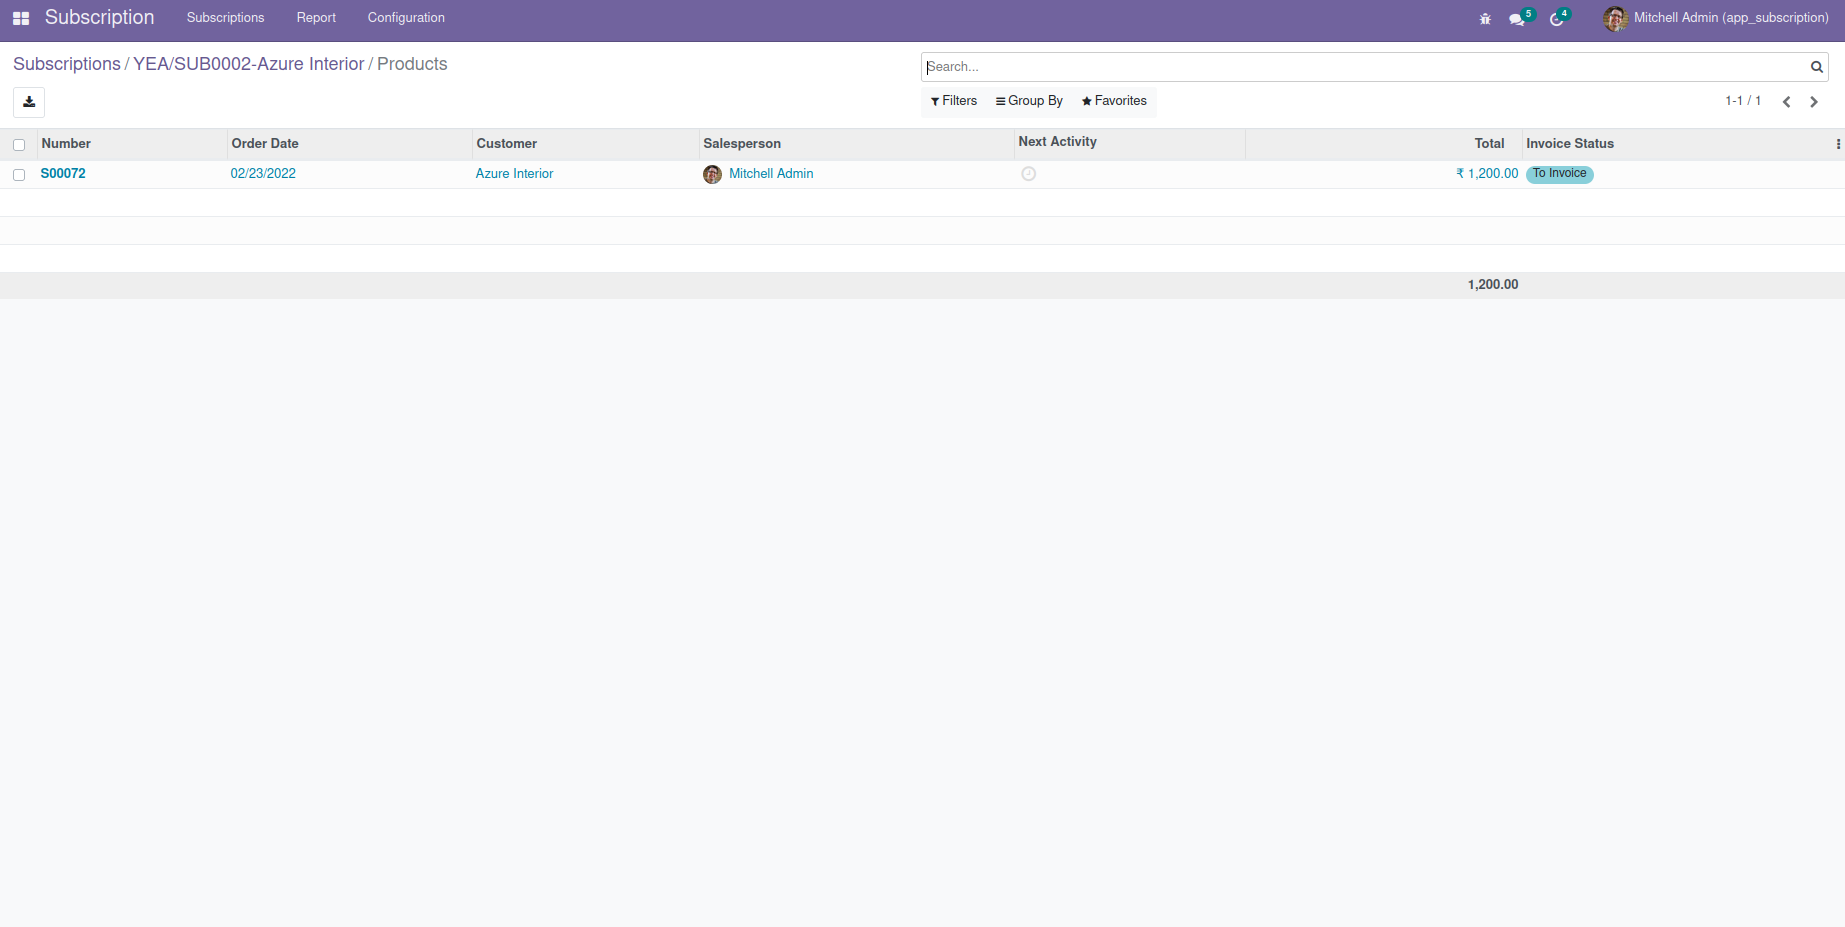 Subscription Subscriptions Report Configuration 5 4 Mitchell Admin (app_subscription)
Subscriptions / YEA/SUB0002-Azure Interior / Products
Search...
Filters Group By Favorites 1-1 / 1
Number Order Date Customer Salesperson Next Activity Total Invoice Status
S00072 02/23/2022 Azure Interior Mitchell Admin ₹ 1,200.00 To Invoice
1,200.00